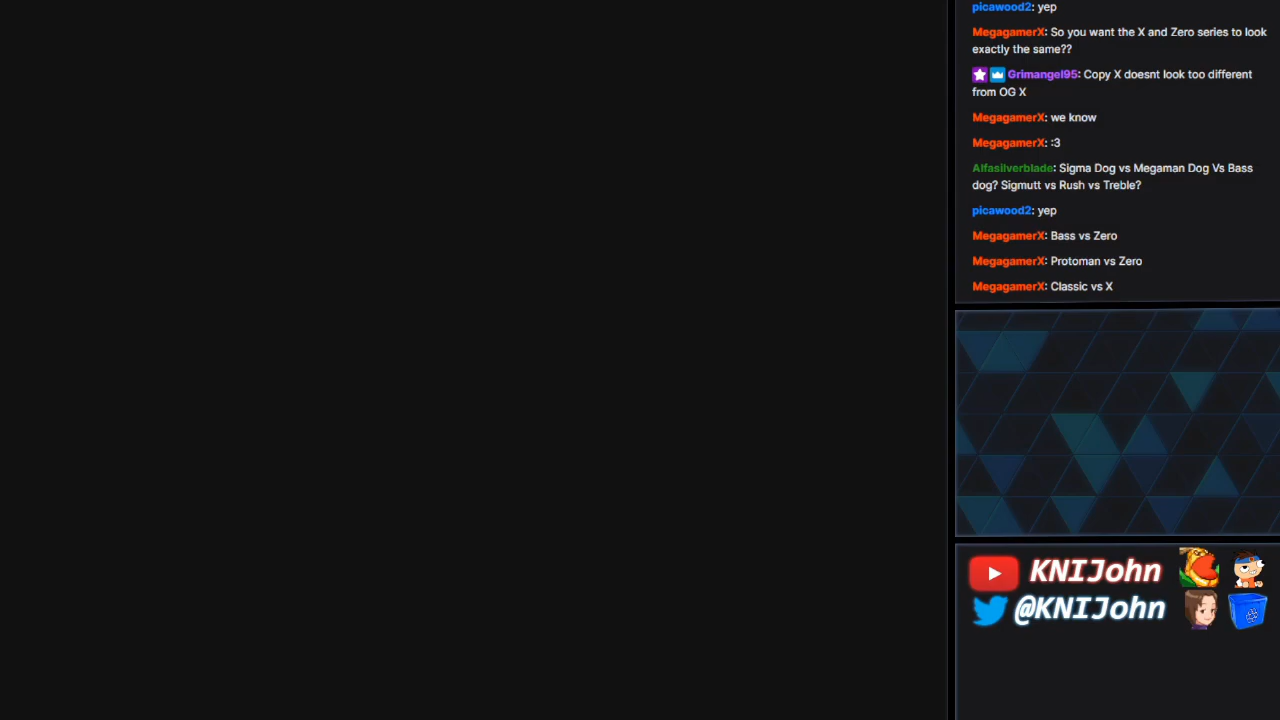 picawood2: yep
MegagamerX: So you want the X and Zero series to look
exactly the same??
Grimangel95: Copy X doesnt look too different
from OG X
MegagamerX: we know
MegagamerX: :3
Alfasilverblade: Sigma Dog vs Megaman Dog Vs Bass
dog? Sigmutt vs Rush vs Treble?
picawood2: yep
MegagamerX: Bass vs Zero
MegagamerX: Protoman vs Zero
MegagamerX: Classic vs X
KNIJohn
@KNIJohn